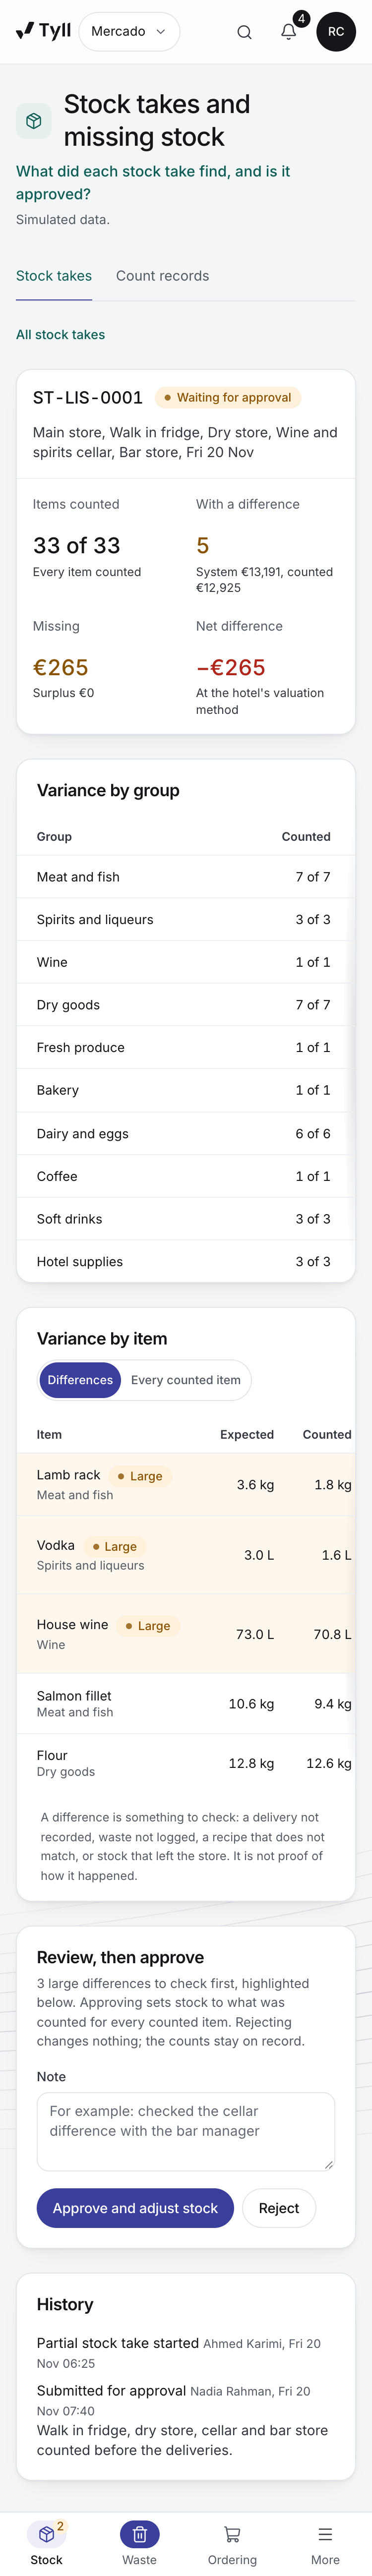 Tyll
Mercado
4
RC
Stock takes and
missing stock
What did each stock take find, and is it
approved?
Simulated data.
Stock takes
Count records
All stock takes
ST-LIS-0001
Waiting for approval
Main store, Walk in fridge, Dry store, Wine and
spirits cellar, Bar store, Fri 20 Nov
Items counted
With a difference
33 of 33
5
Every item counted
System €13,191, counted
€12,925
Missing
Net difference
€265
−€265
Surplus €0
At the hotel's valuation
method
Variance by group
Group Counted
Meat and fish 7 of 7
Spirits and liqueurs 3 of 3
Wine 1 of 1
Dry goods 7 of 7
Fresh produce 1 of 1
Bakery 1 of 1
Dairy and eggs 6 of 6
Coffee 1 of 1
Soft drinks 3 of 3
Hotel supplies 3 of 3
Variance by item
Differences Every counted item
Item Expected Counted
Lamb rack Large 3.6 kg 1.8 kg
Meat and fish
Vodka Large 3.0 L 1.6 L
Spirits and liqueurs
House wine Large 73.0 L 70.8 L
Wine
Salmon fillet 10.6 kg 9.4 kg
Meat and fish
Flour 12.8 kg 12.6 kg
Dry goods
A difference is something to check: a delivery not
recorded, waste not logged, a recipe that does not
match, or stock that left the store. It is not proof of
how it happened.
Review, then approve
3 large differences to check first, highlighted
below. Approving sets stock to what was
counted for every counted item. Rejecting
changes nothing; the counts stay on record.
Note
For example: checked the cellar
difference with the bar manager
Approve and adjust stock
Reject
History
Partial stock take started Ahmed Karimi, Fri 20
Nov 06:25
Submitted for approval Nadia Rahman, Fri 20
Nov 07:40
Walk in fridge, dry store, cellar and bar store
counted before the deliveries.
2
Stock
Waste
Ordering
More